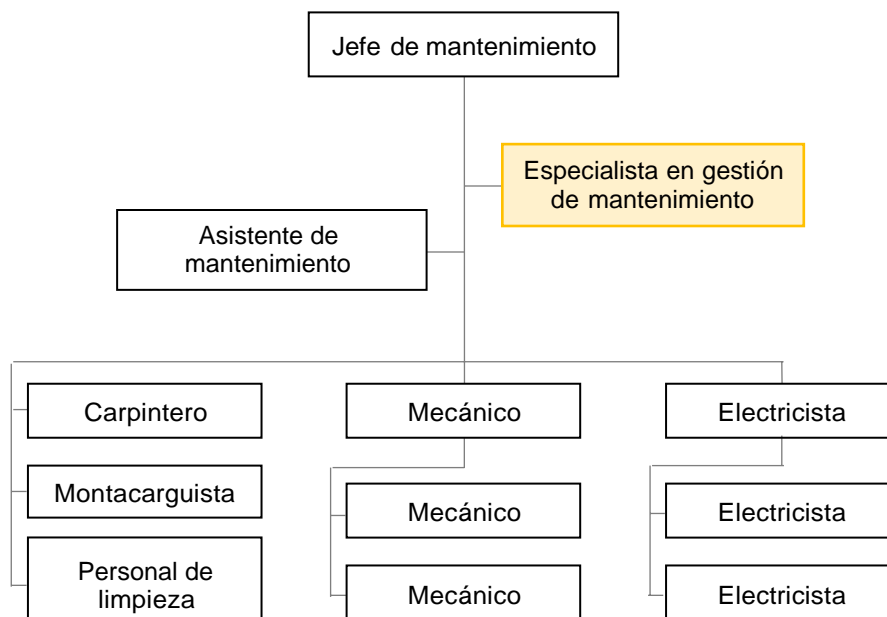 Jefe de mantenimiento
Especialista en gestión
de mantenimiento
Asistente de
mantenimiento
Carpintero
Mecánico
Electricista
Montacarguista
Mecánico
Electricista
Personal de
limpieza
Mecánico
Electricista